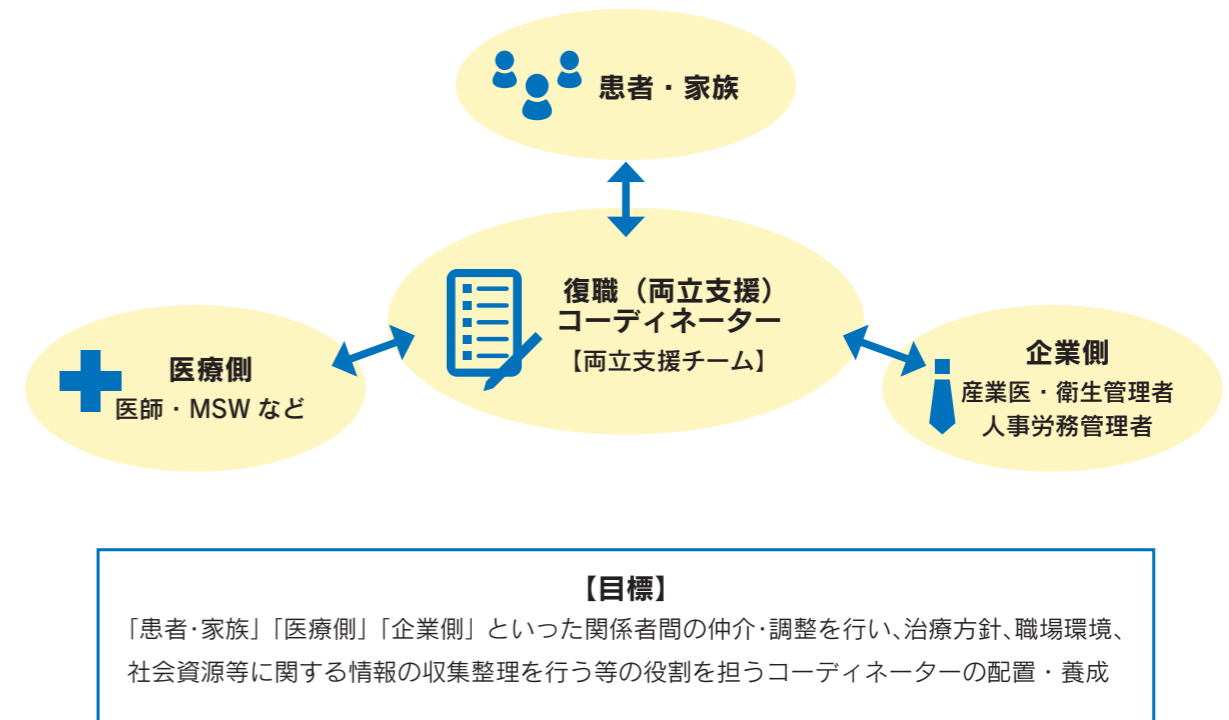 患者・家族
復職（両立支援）
コーディネーター
【両立支援チーム】
医療側
医師・MSW など
企業側
産業医・衛生管理者
人事労務管理者
【目標】
「患者･家族」「医療側」「企業側」といった関係者間の仲介･調整を行い、治療方針、職場環境、
社会資源等に関する情報の収集整理を行う等の役割を担うコーディネーターの配置・養成